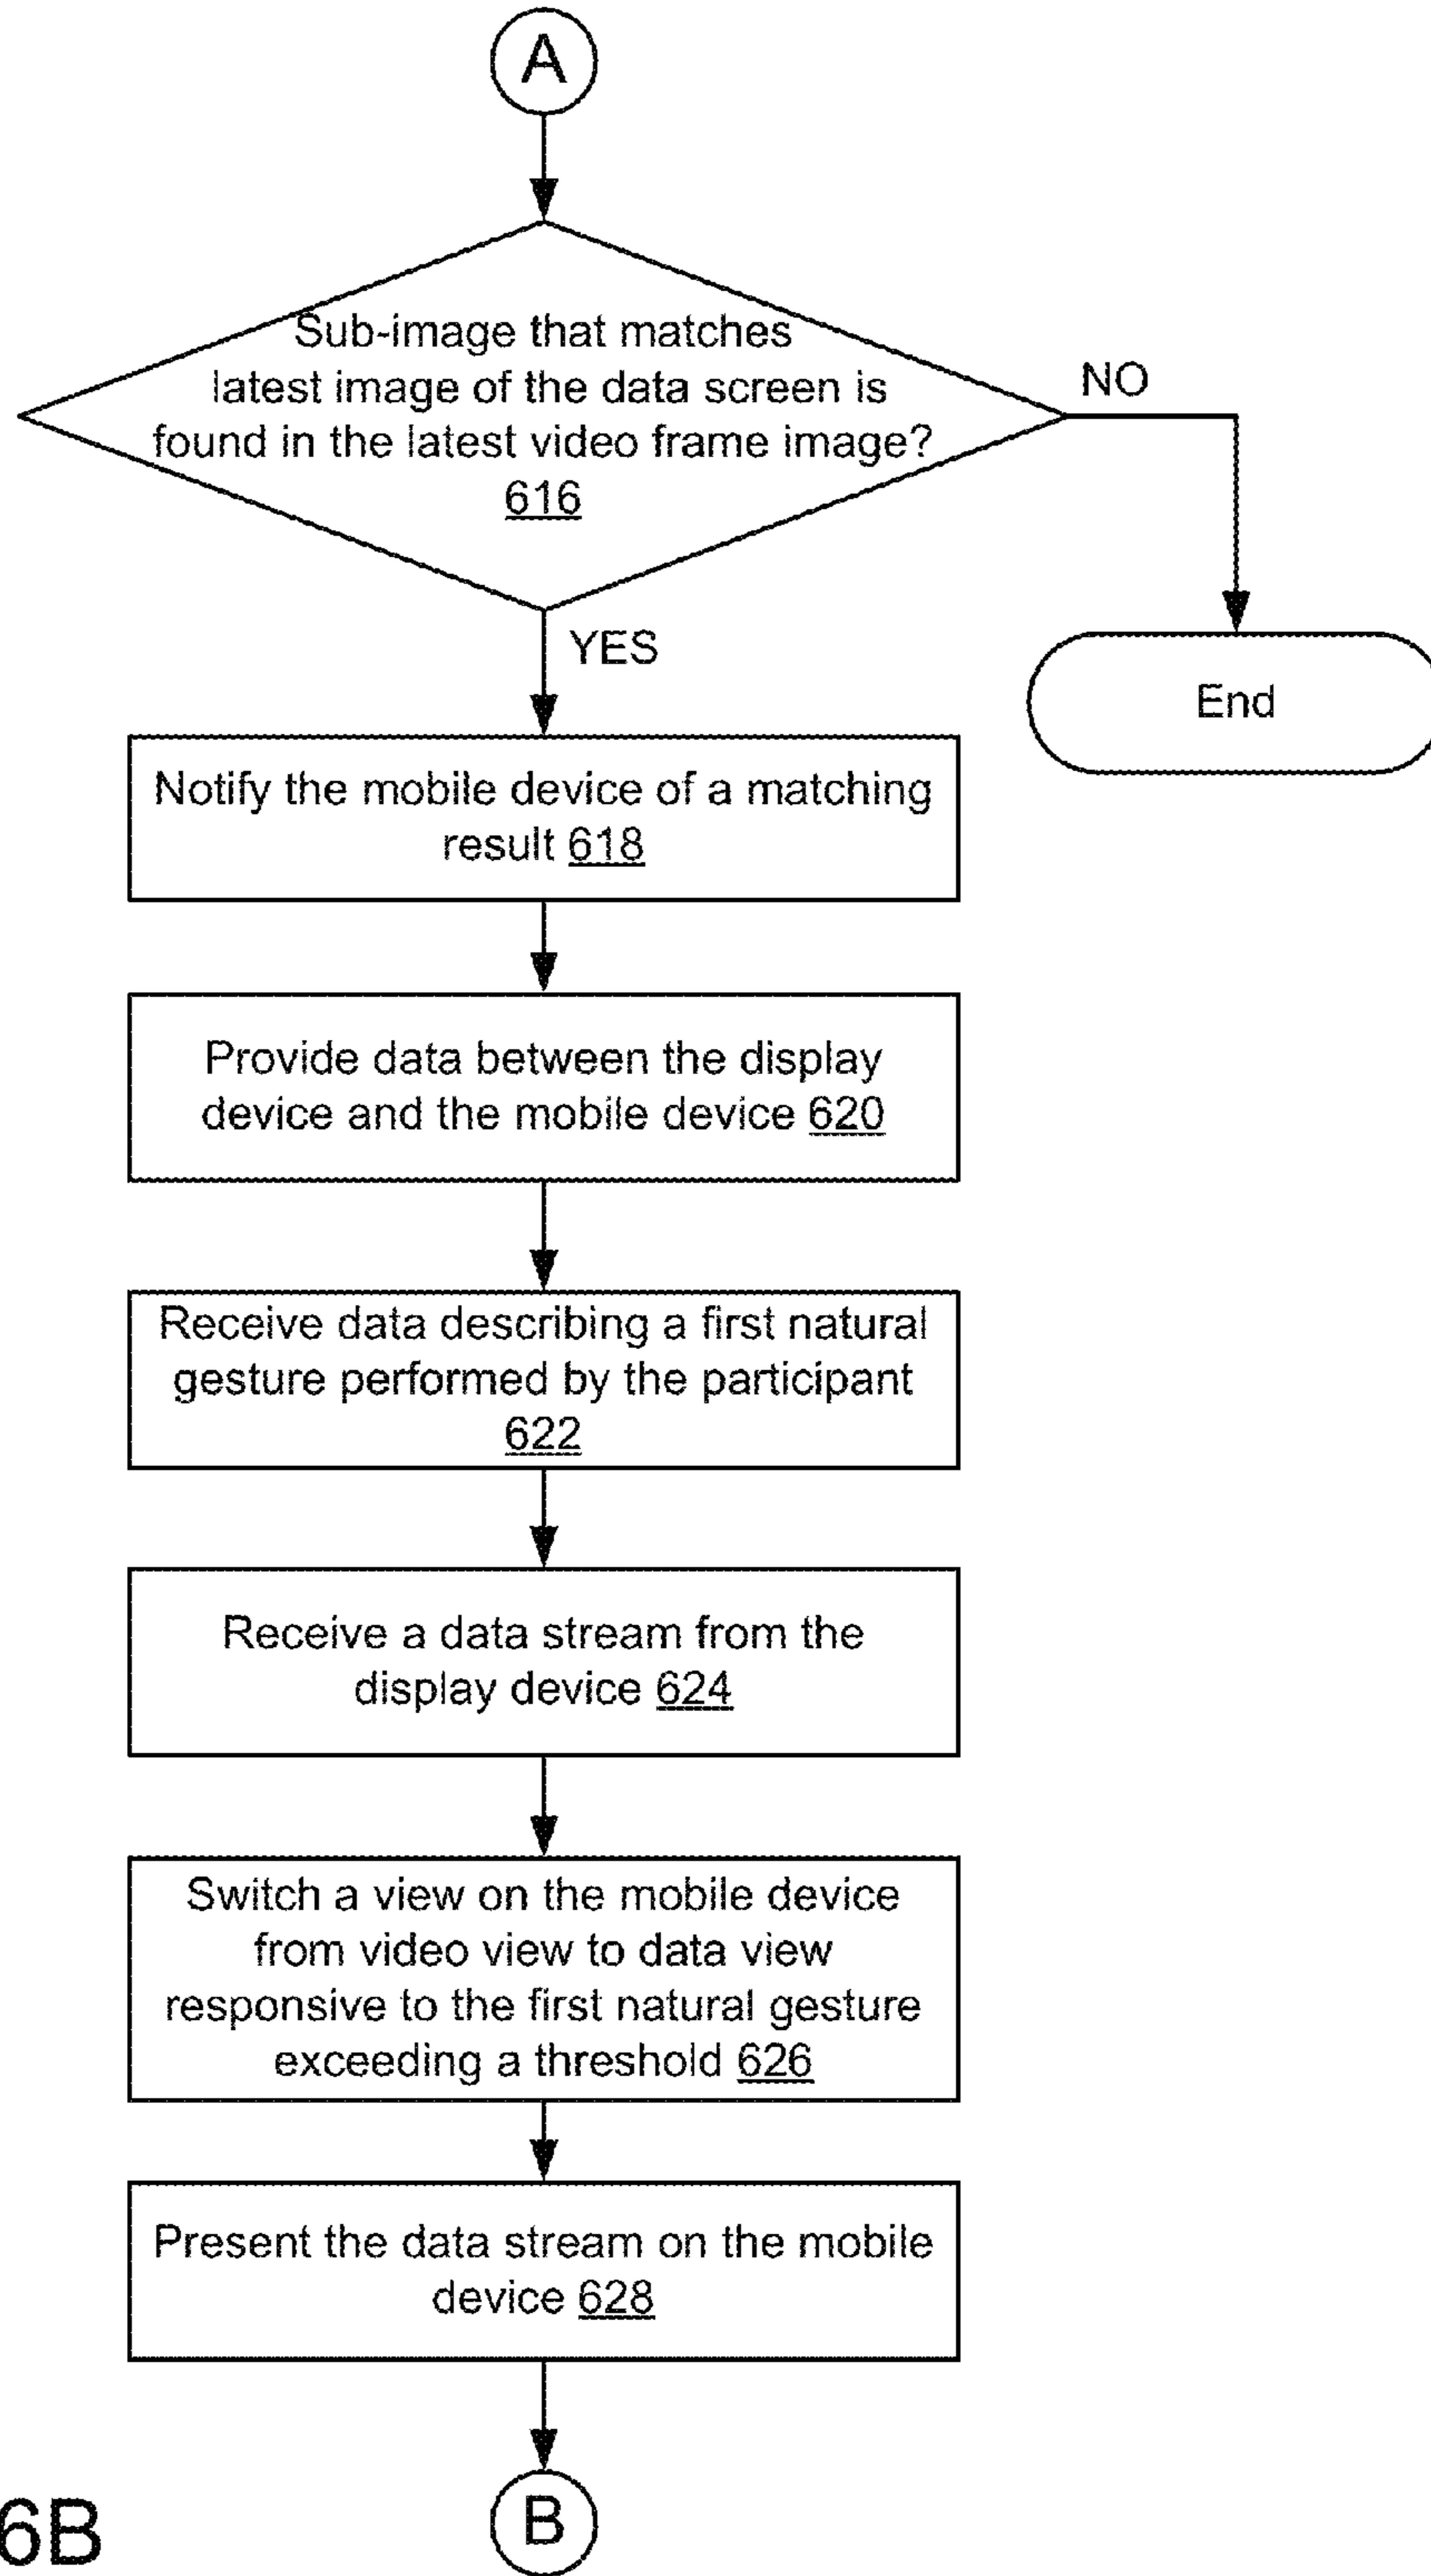 A
Sub-image that matches
latest image of the data screen is
found in the latest video frame image?
616
NO
YES
End
Notify the mobile device of a matching
result 618
Provide data between the display
device and the mobile device 620
Receive data describing a first natural
gesture performed by the participant
622
Receive a data stream from the
display device 624
Switch a view on the mobile device
from video view to data view
responsive to the first natural gesture
exceeding a threshold 626
Present the data stream on the mobile
device 628
B
6B